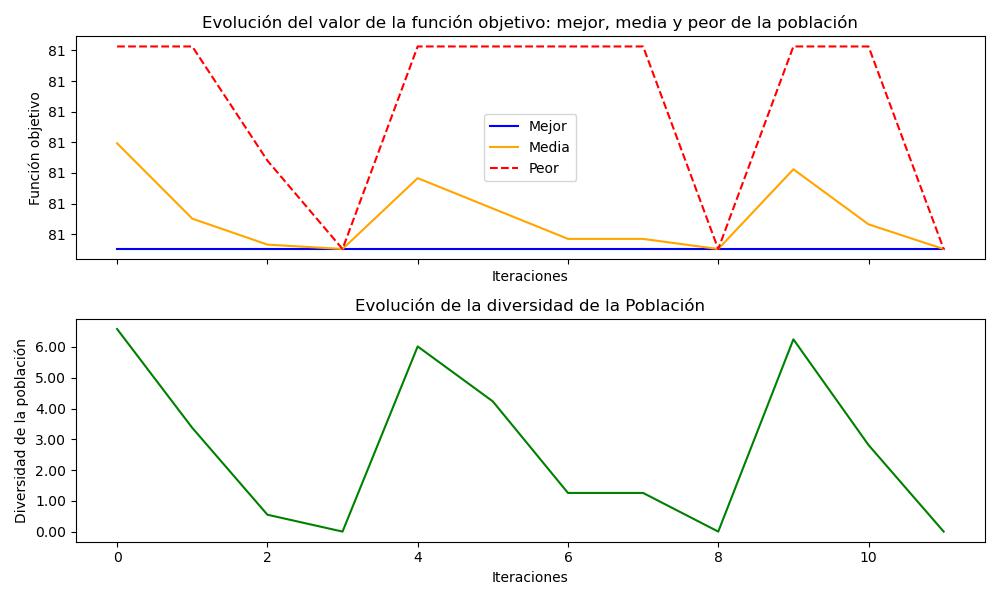 Evolución del valor de la función objetivo: mejor, media y peor de la población
Función objetivo
81
81
81
81
81
81
81
Mejor
Media
Peor
Iteraciones
Evolución de la diversidad de la Población
Diversidad de la población
6.00
5.00
4.00
3.00
2.00
1.00
0.00
0 2 4 6 8 10
Iteraciones